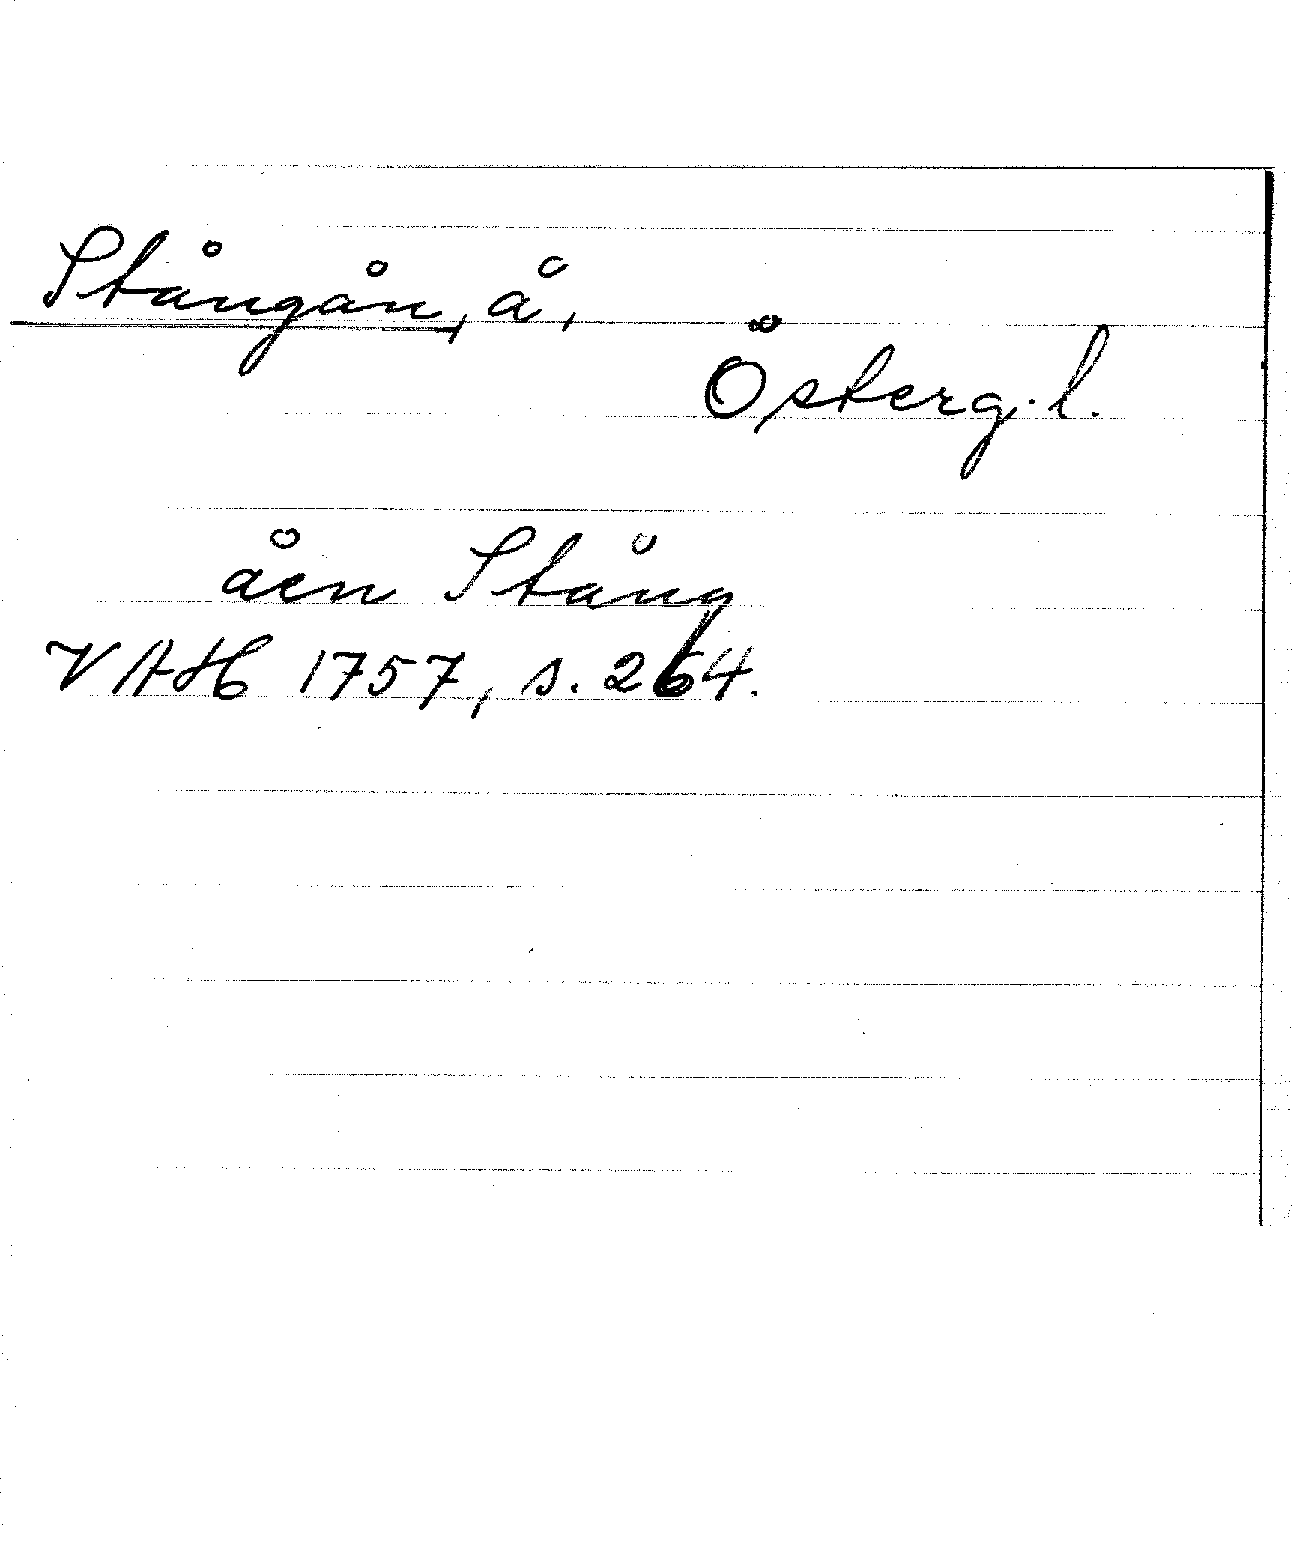 Stångån, å,
Österg.l.
åen Stång
VAH 1757, s. 264.